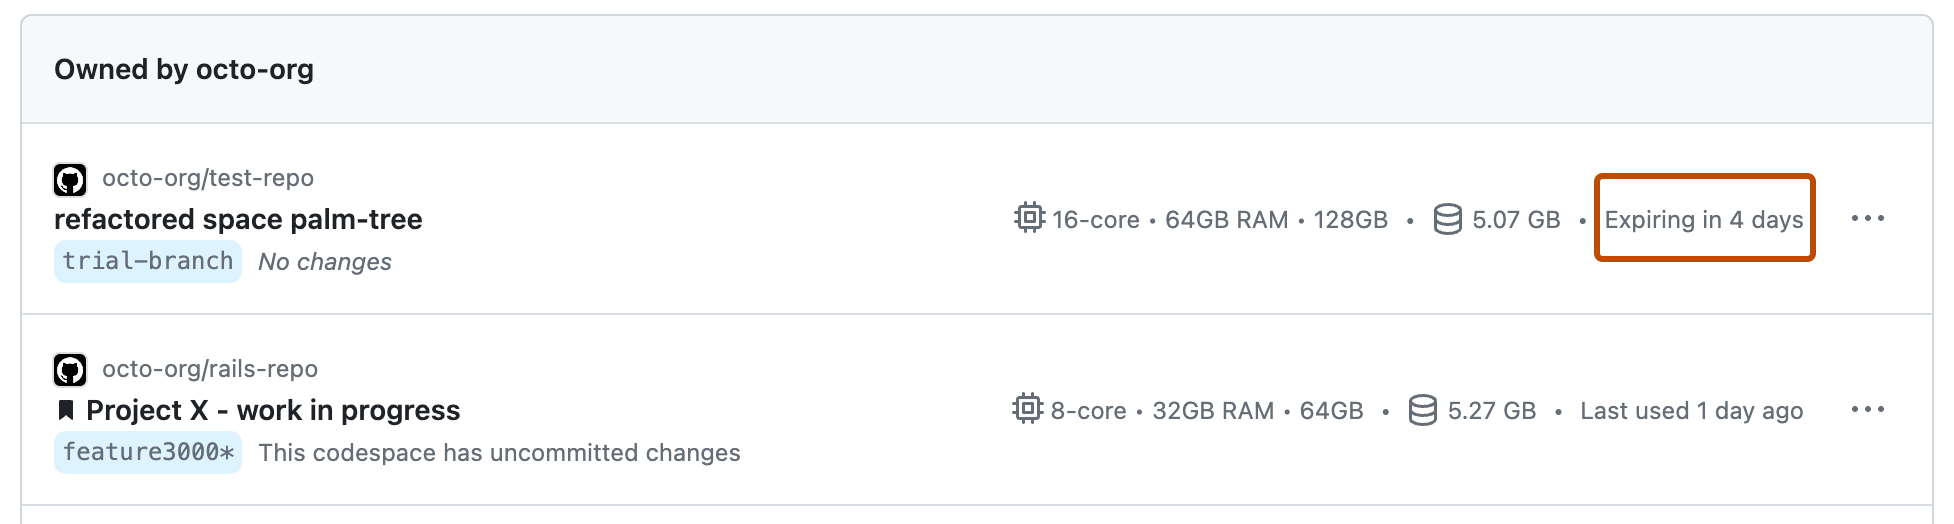 Owned by octo-org
octo-org/test-repo
refactored space palm-tree
16-core • 64GB RAM • 128GB • 5.07 GB • Expiring in 4 days
trial-branch No changes
octo-org/rails-repo
Project X - work in progress
8-core • 32GB RAM • 64GB • 5.27 GB • Last used 1 day ago
feature3000* This codespace has uncommitted changes